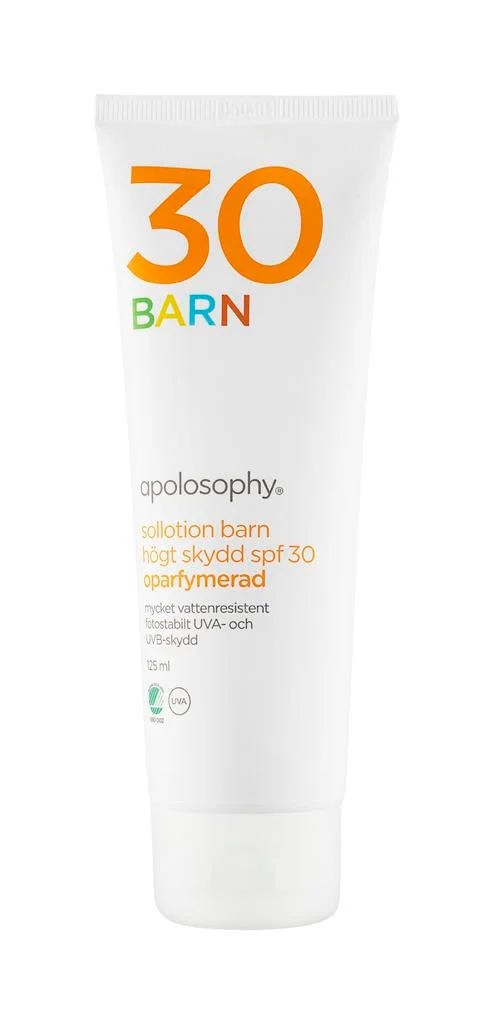 30
BARN
apolosophy®
sollotion barn
högt skydd spf 30
oparfymerad
mycket vattenresistent
fotostabilt UVA- och
UVB-skydd
125 ml
UVA